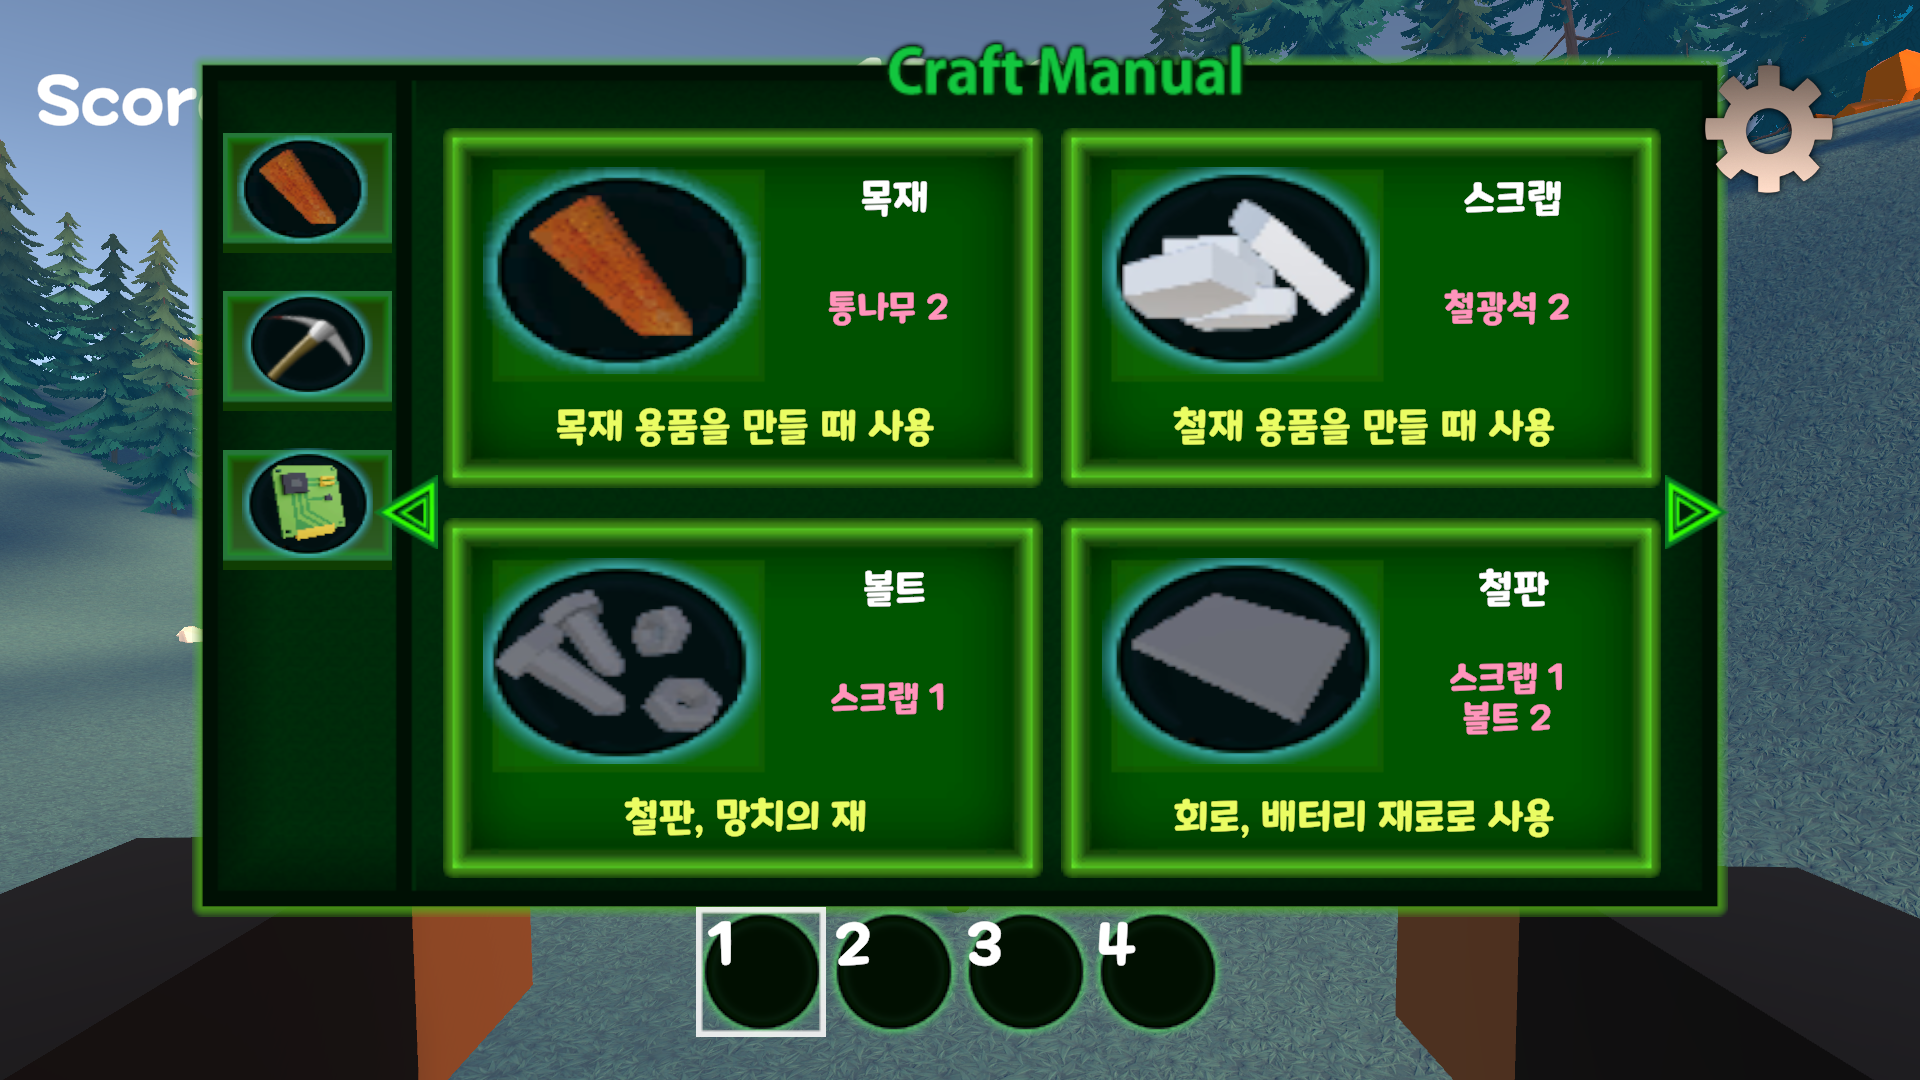 Craft Manual
Scor
목재
통나무 2
목재 용품을 만들 때 사용
스크랩
철광석 2
철재 용품을 만들 때 사용
볼트
스크랩 1
철판, 망치의 재
철판
스크랩 1
볼트 2
회로, 배터리 재료로 사용
1 2 3 4